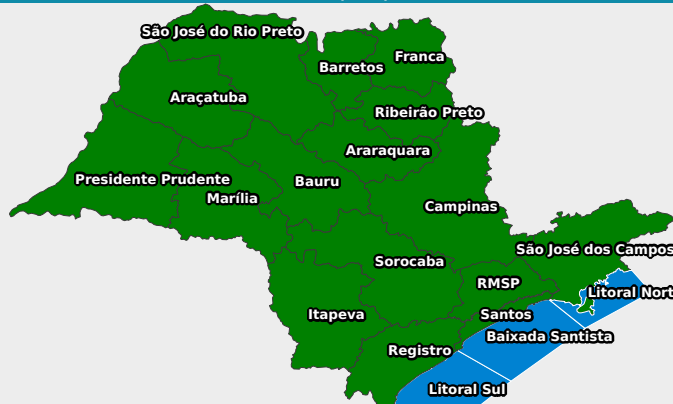 São José do Rio Preto
Franca
Barretos
Araçatuba
Ribeirão Preto
Araraquara
Presidente Prudente
Bauru
Marília
Campinas
São José dos Campos
Sorocaba
RMSP
Litoral Nort
Itapeva
Santos
Baixada Santista
Registro
Litoral Sul